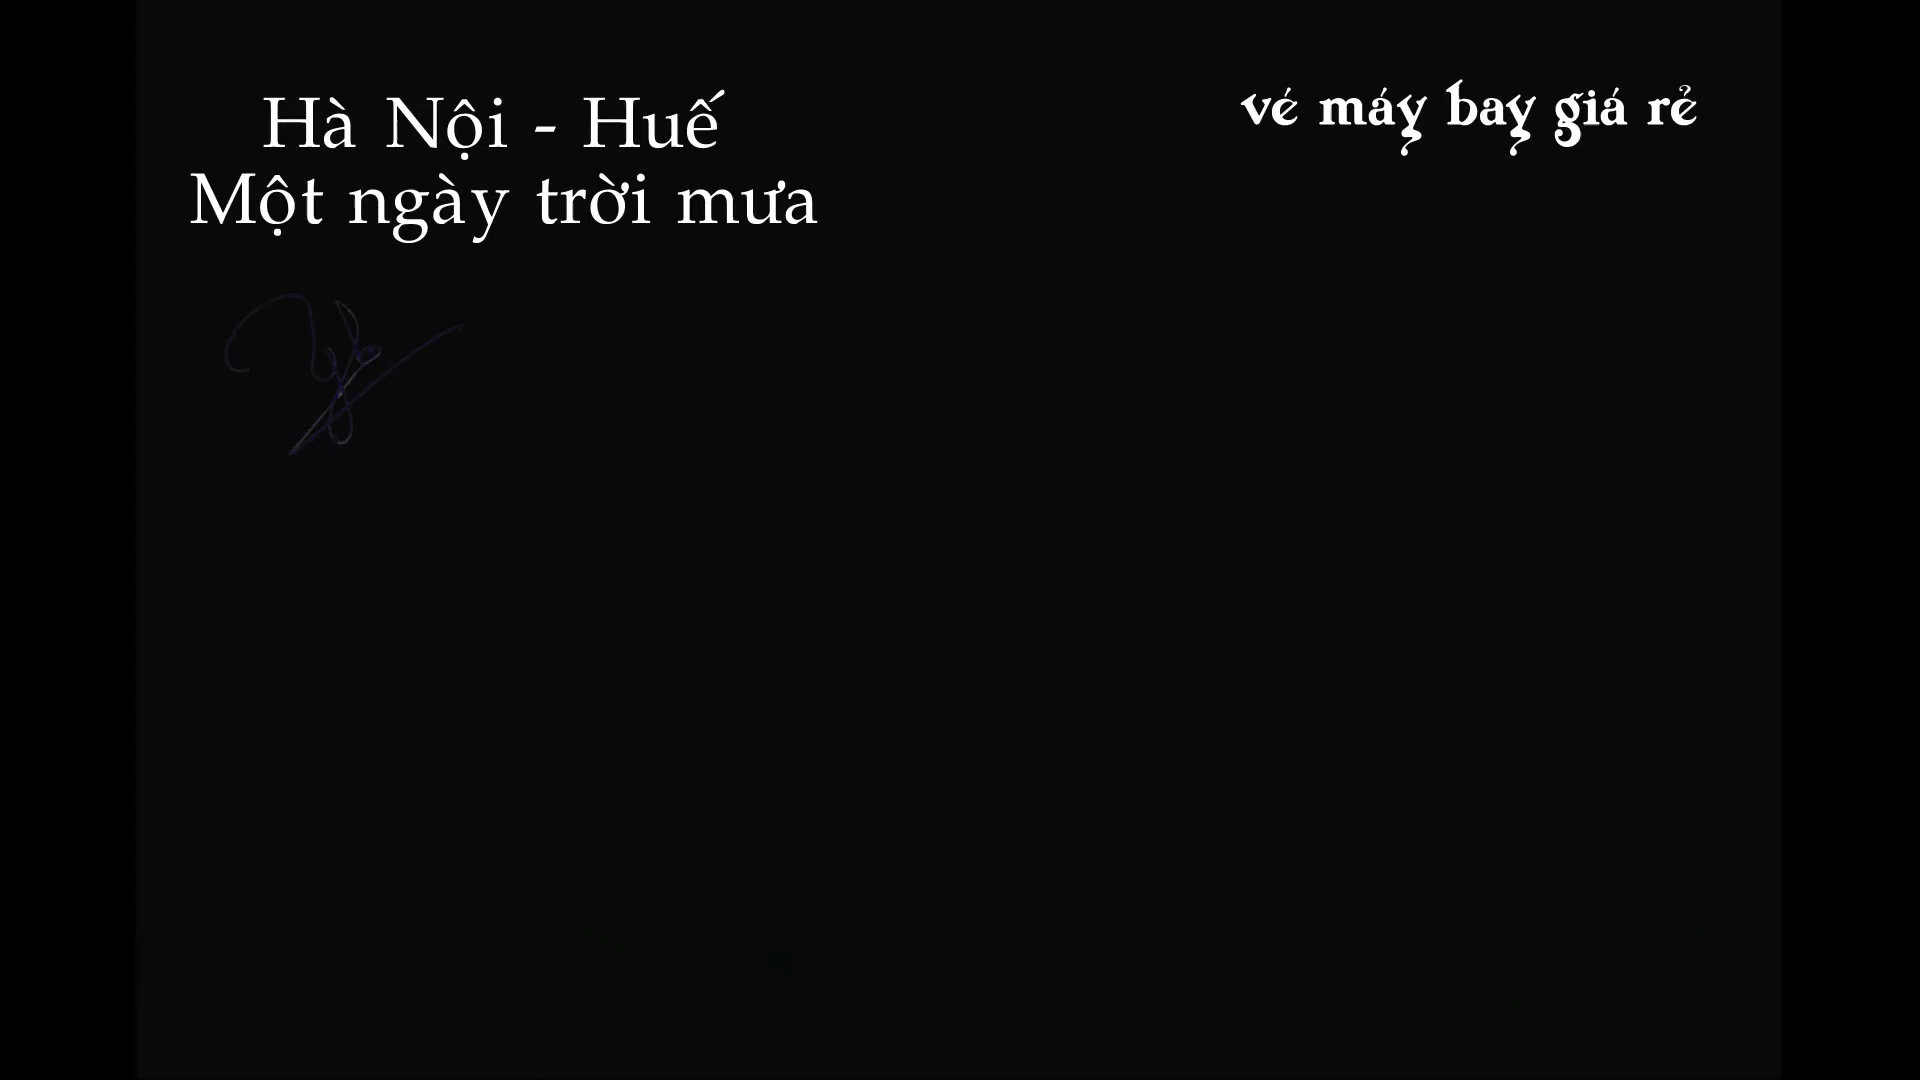 Hà Nội - Huế
Một ngày trời mưa
vé máy bay giá rẻ